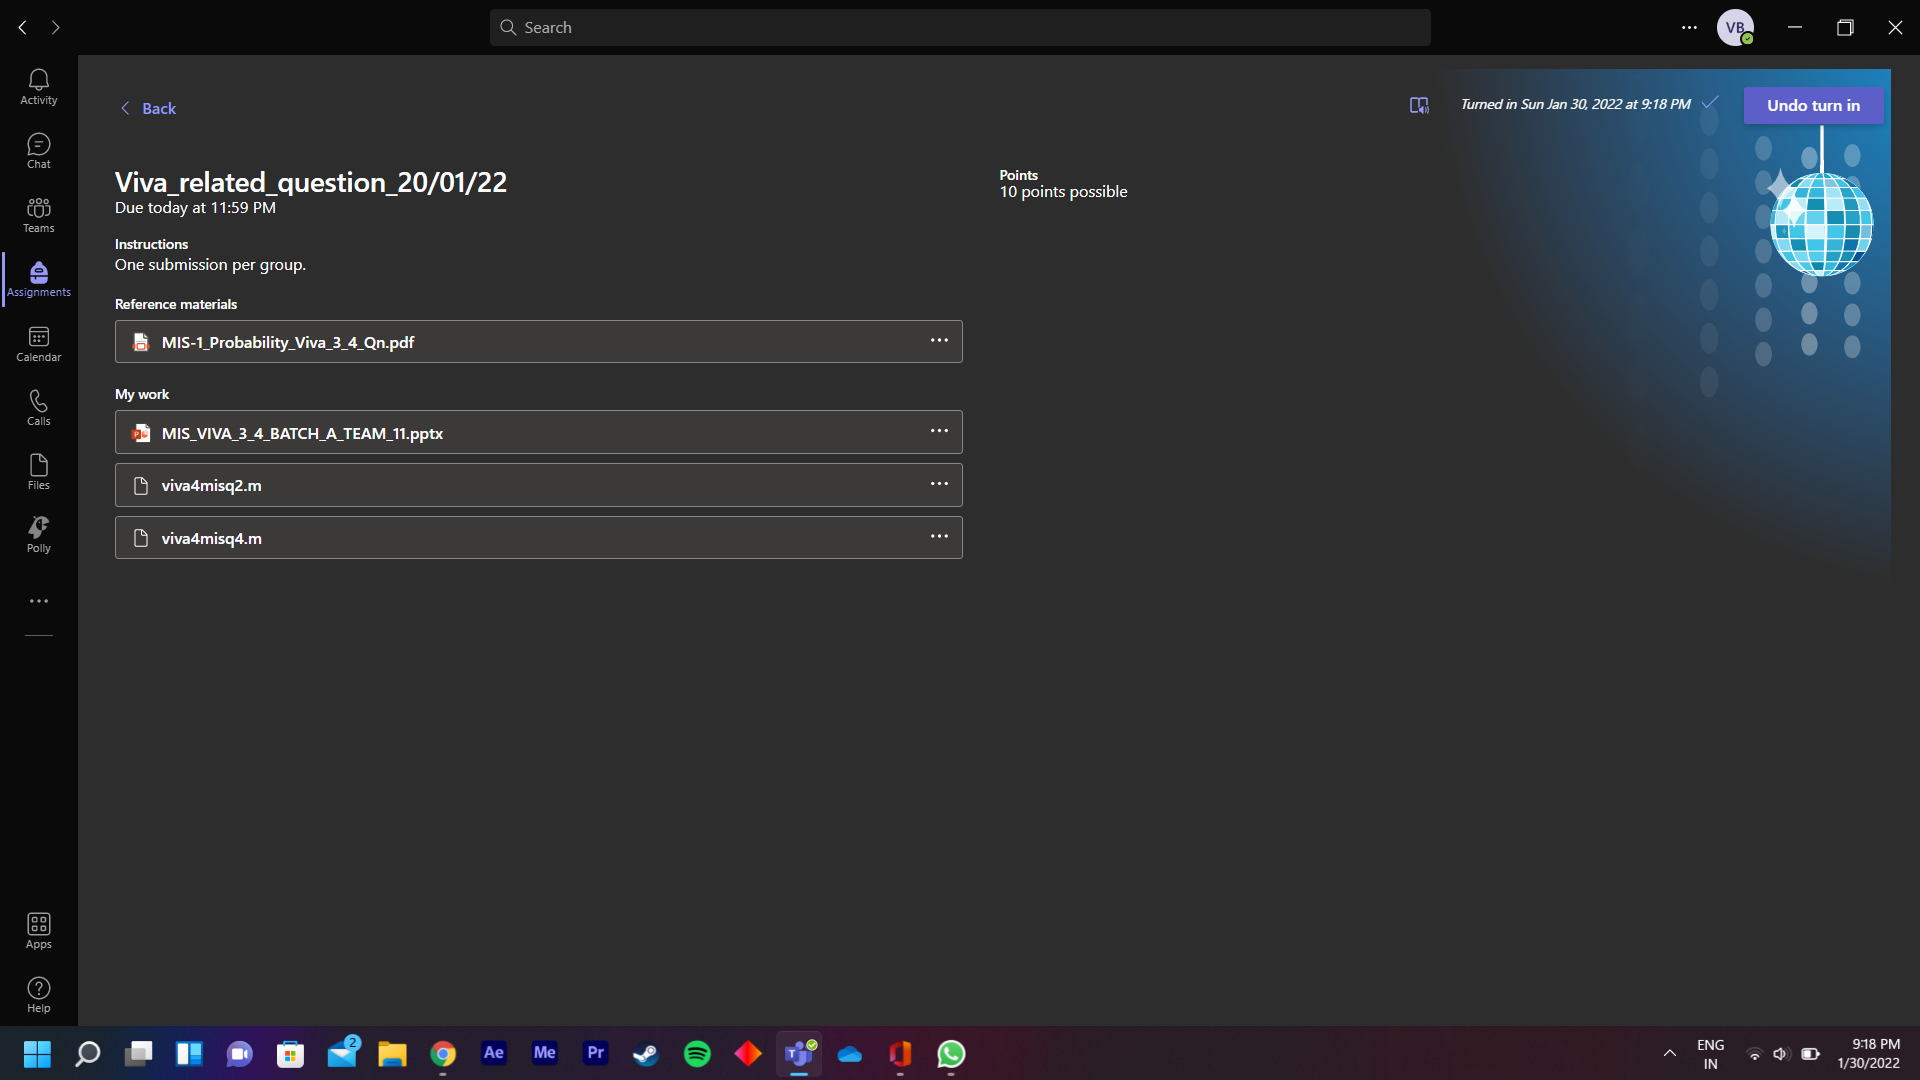 Search
VB
Activity
Chat
Teams
Assignments
Calendar
Calls
Files
Polly
Apps
Help
Back
Turned in Sun Jan 30, 2022 at 9:18 PM
Undo turn in
Viva_related_question_20/01/22
Due today at 11:59 PM
Points
10 points possible
Instructions
One submission per group.
Reference materials
MIS-1_Probability_Viva_3_4_Qn.pdf
My work
MIS_VIVA_3_4_BATCH_A_TEAM_11.pptx
viva4misq2.m
viva4misq4.m
2
Ae
Me
Pr
ENG
IN
9:18 PM
1/30/2022